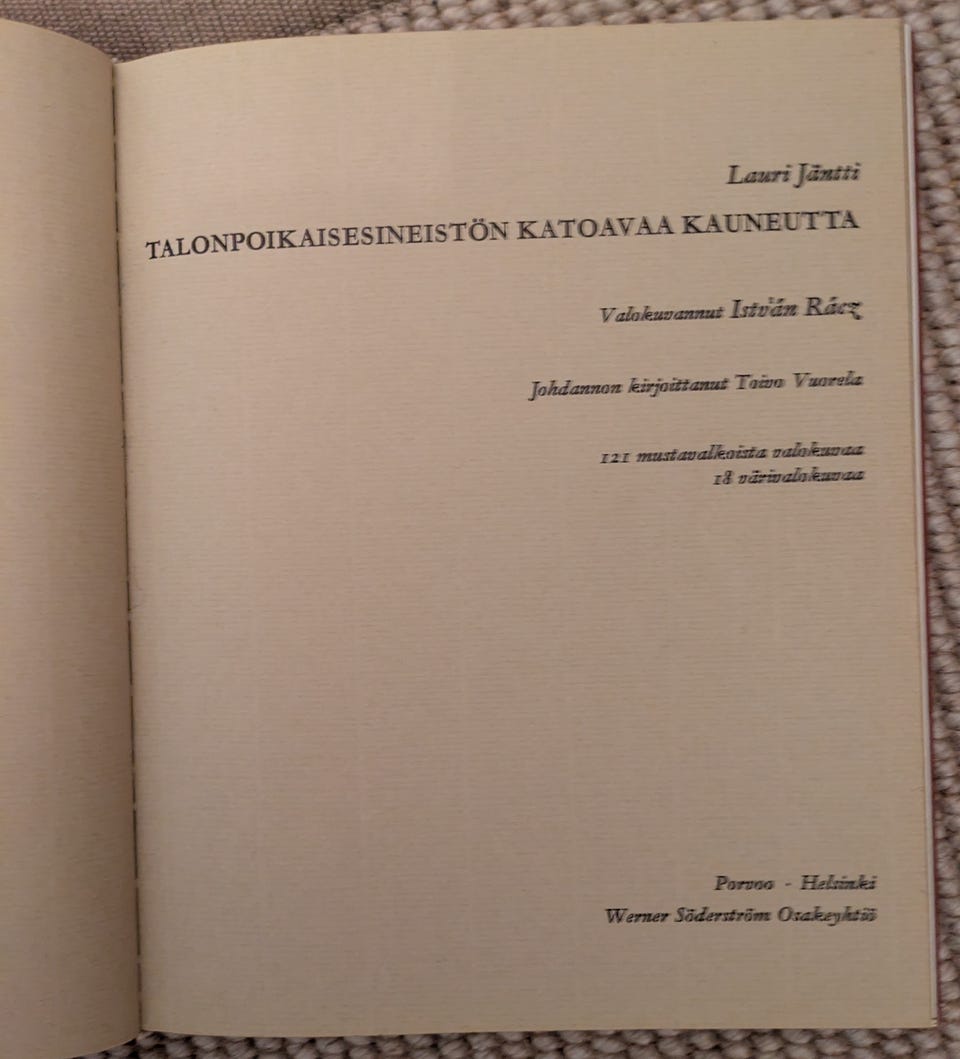 Lauri Jäntti
TALONPOIKAISESINEISTÖN KATOAVAA KAUNEUTTA
Valokuvannut István Rácz
Johdannon kirjoittanut Toivo Vuorela
121 mustavalkoista valokuvaa
18 värivalokuvaa
Porvoo - Helsinki
Werner Söderström Osakeyhtiö